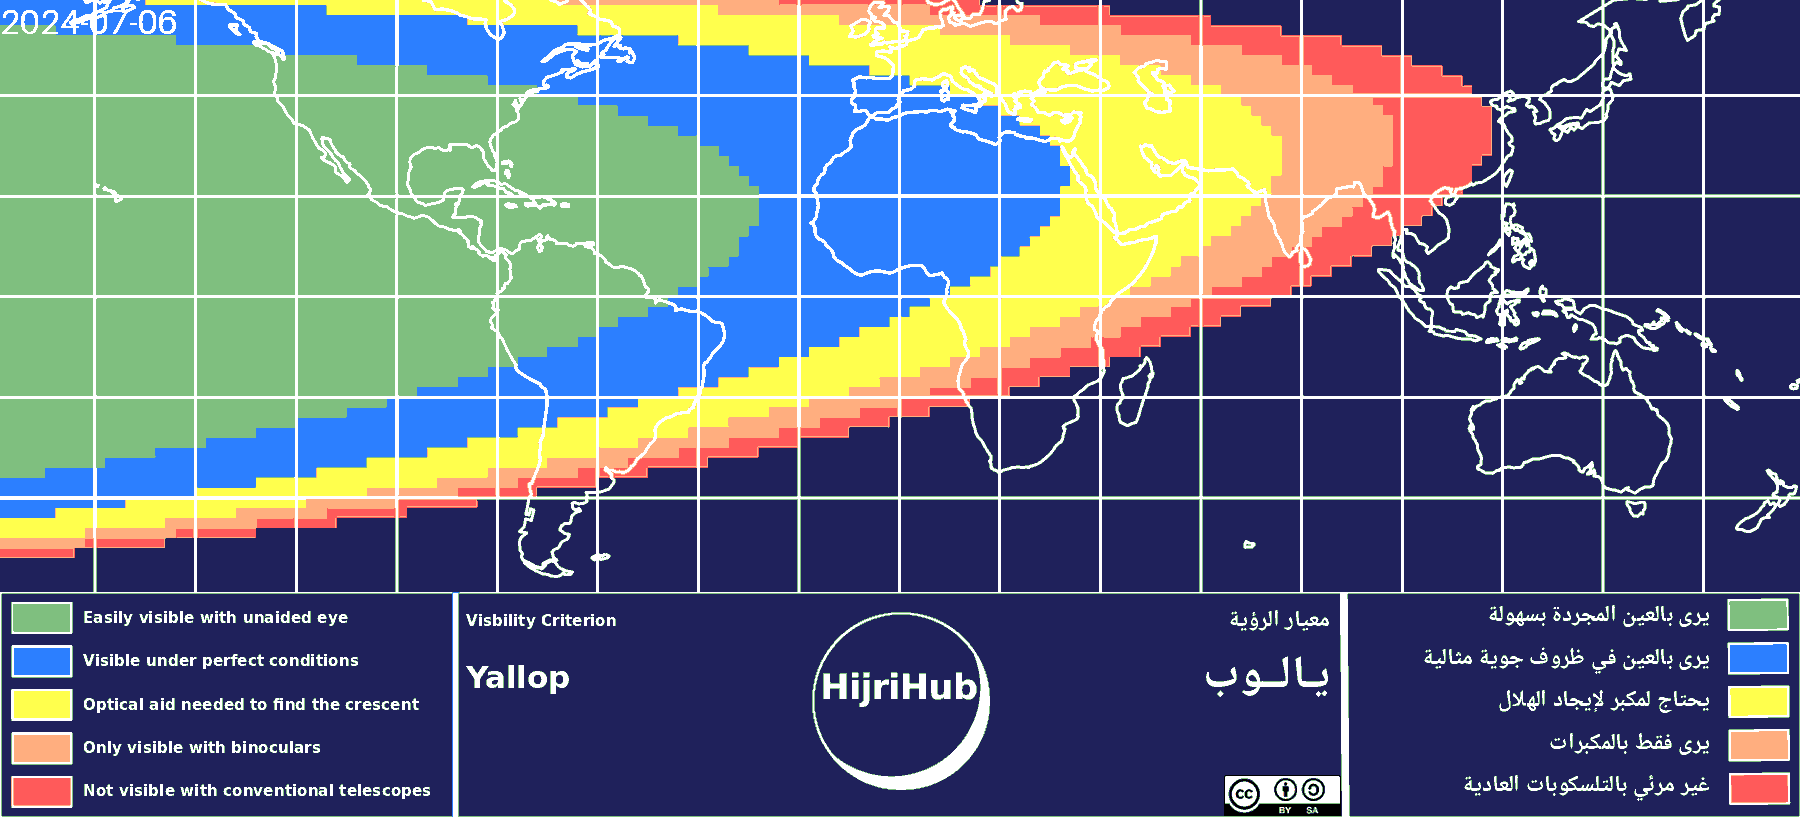 2024-07-06
Easily visible with unaided eye
Visible under perfect conditions
Optical aid needed to find the crescent
Only visible with binoculars
Not visible with conventional telescopes
Visbility Criterion
Yallop
HijriHub
معيار الرؤية
يـالـوب
cc
BY SA
يرى بالعين المجردة بسهولة
يرى بالعين في ظروف جوية مثالية
يحتاج لمكبر لإيجاد الهلال
يرى فقط بالمكبرات
غير مرئي بالتلسكوبات العادية